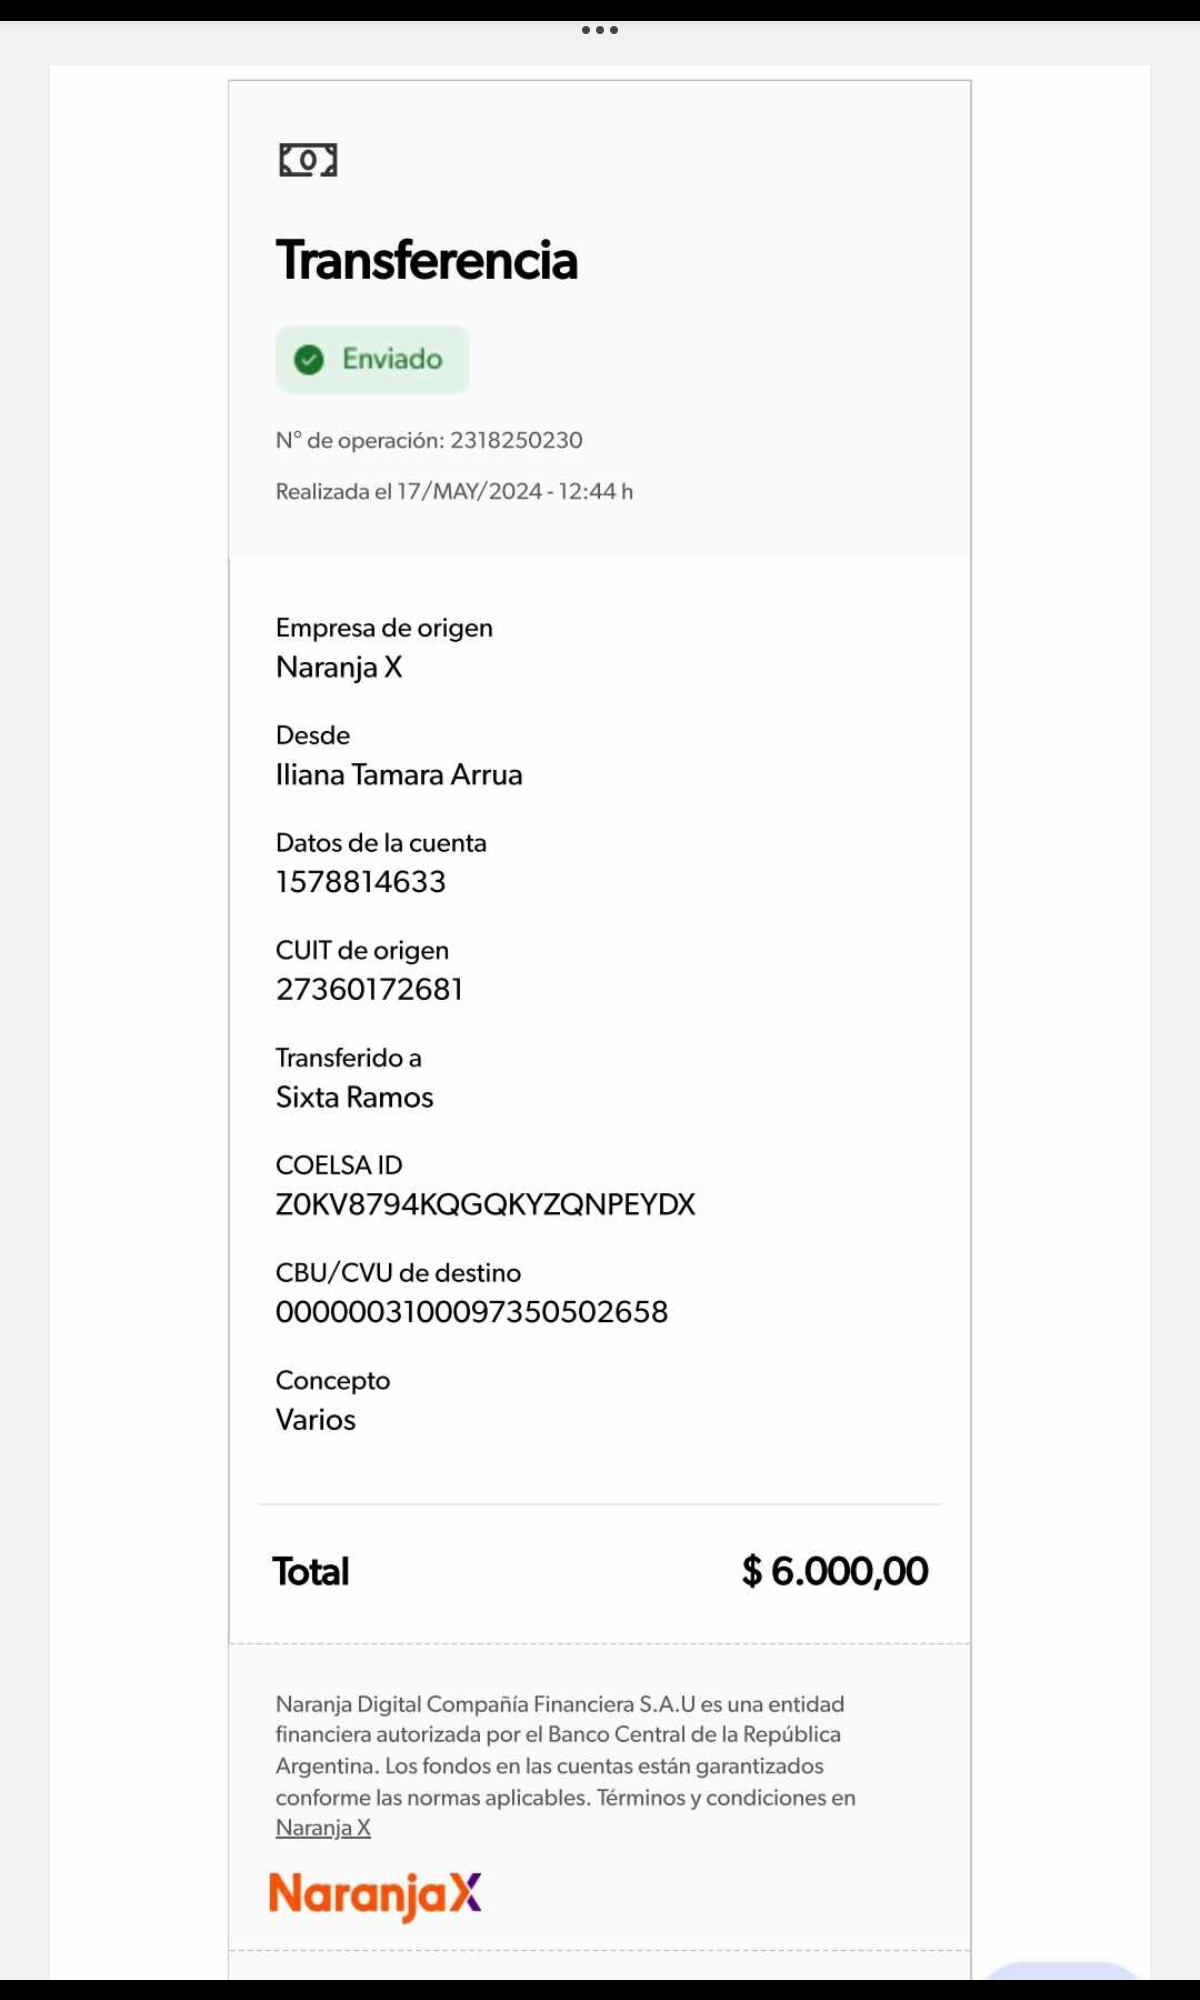 Transferencia
Enviado
N° de operación: 2318250230
Realizada el 17/MAY/2024 - 12:44 h
Empresa de origen
Naranja X
Desde
Iliana Tamara Arrua
Datos de la cuenta
1578814633
CUIT de origen
27360172681
Transferido a
Sixta Ramos
COELSA ID
Z0KV8794KQGQKYZQNPEYDX
CBU/CVU de destino
0000003100097350502658
Concepto
Varios
Total $ 6.000,00
Naranja Digital Compañía Financiera S.A.U es una entidad
financiera autorizada por el Banco Central de la República
Argentina. Los fondos en las cuentas están garantizados
conforme las normas aplicables. Términos y condiciones en
Naranja X
NaranjaX